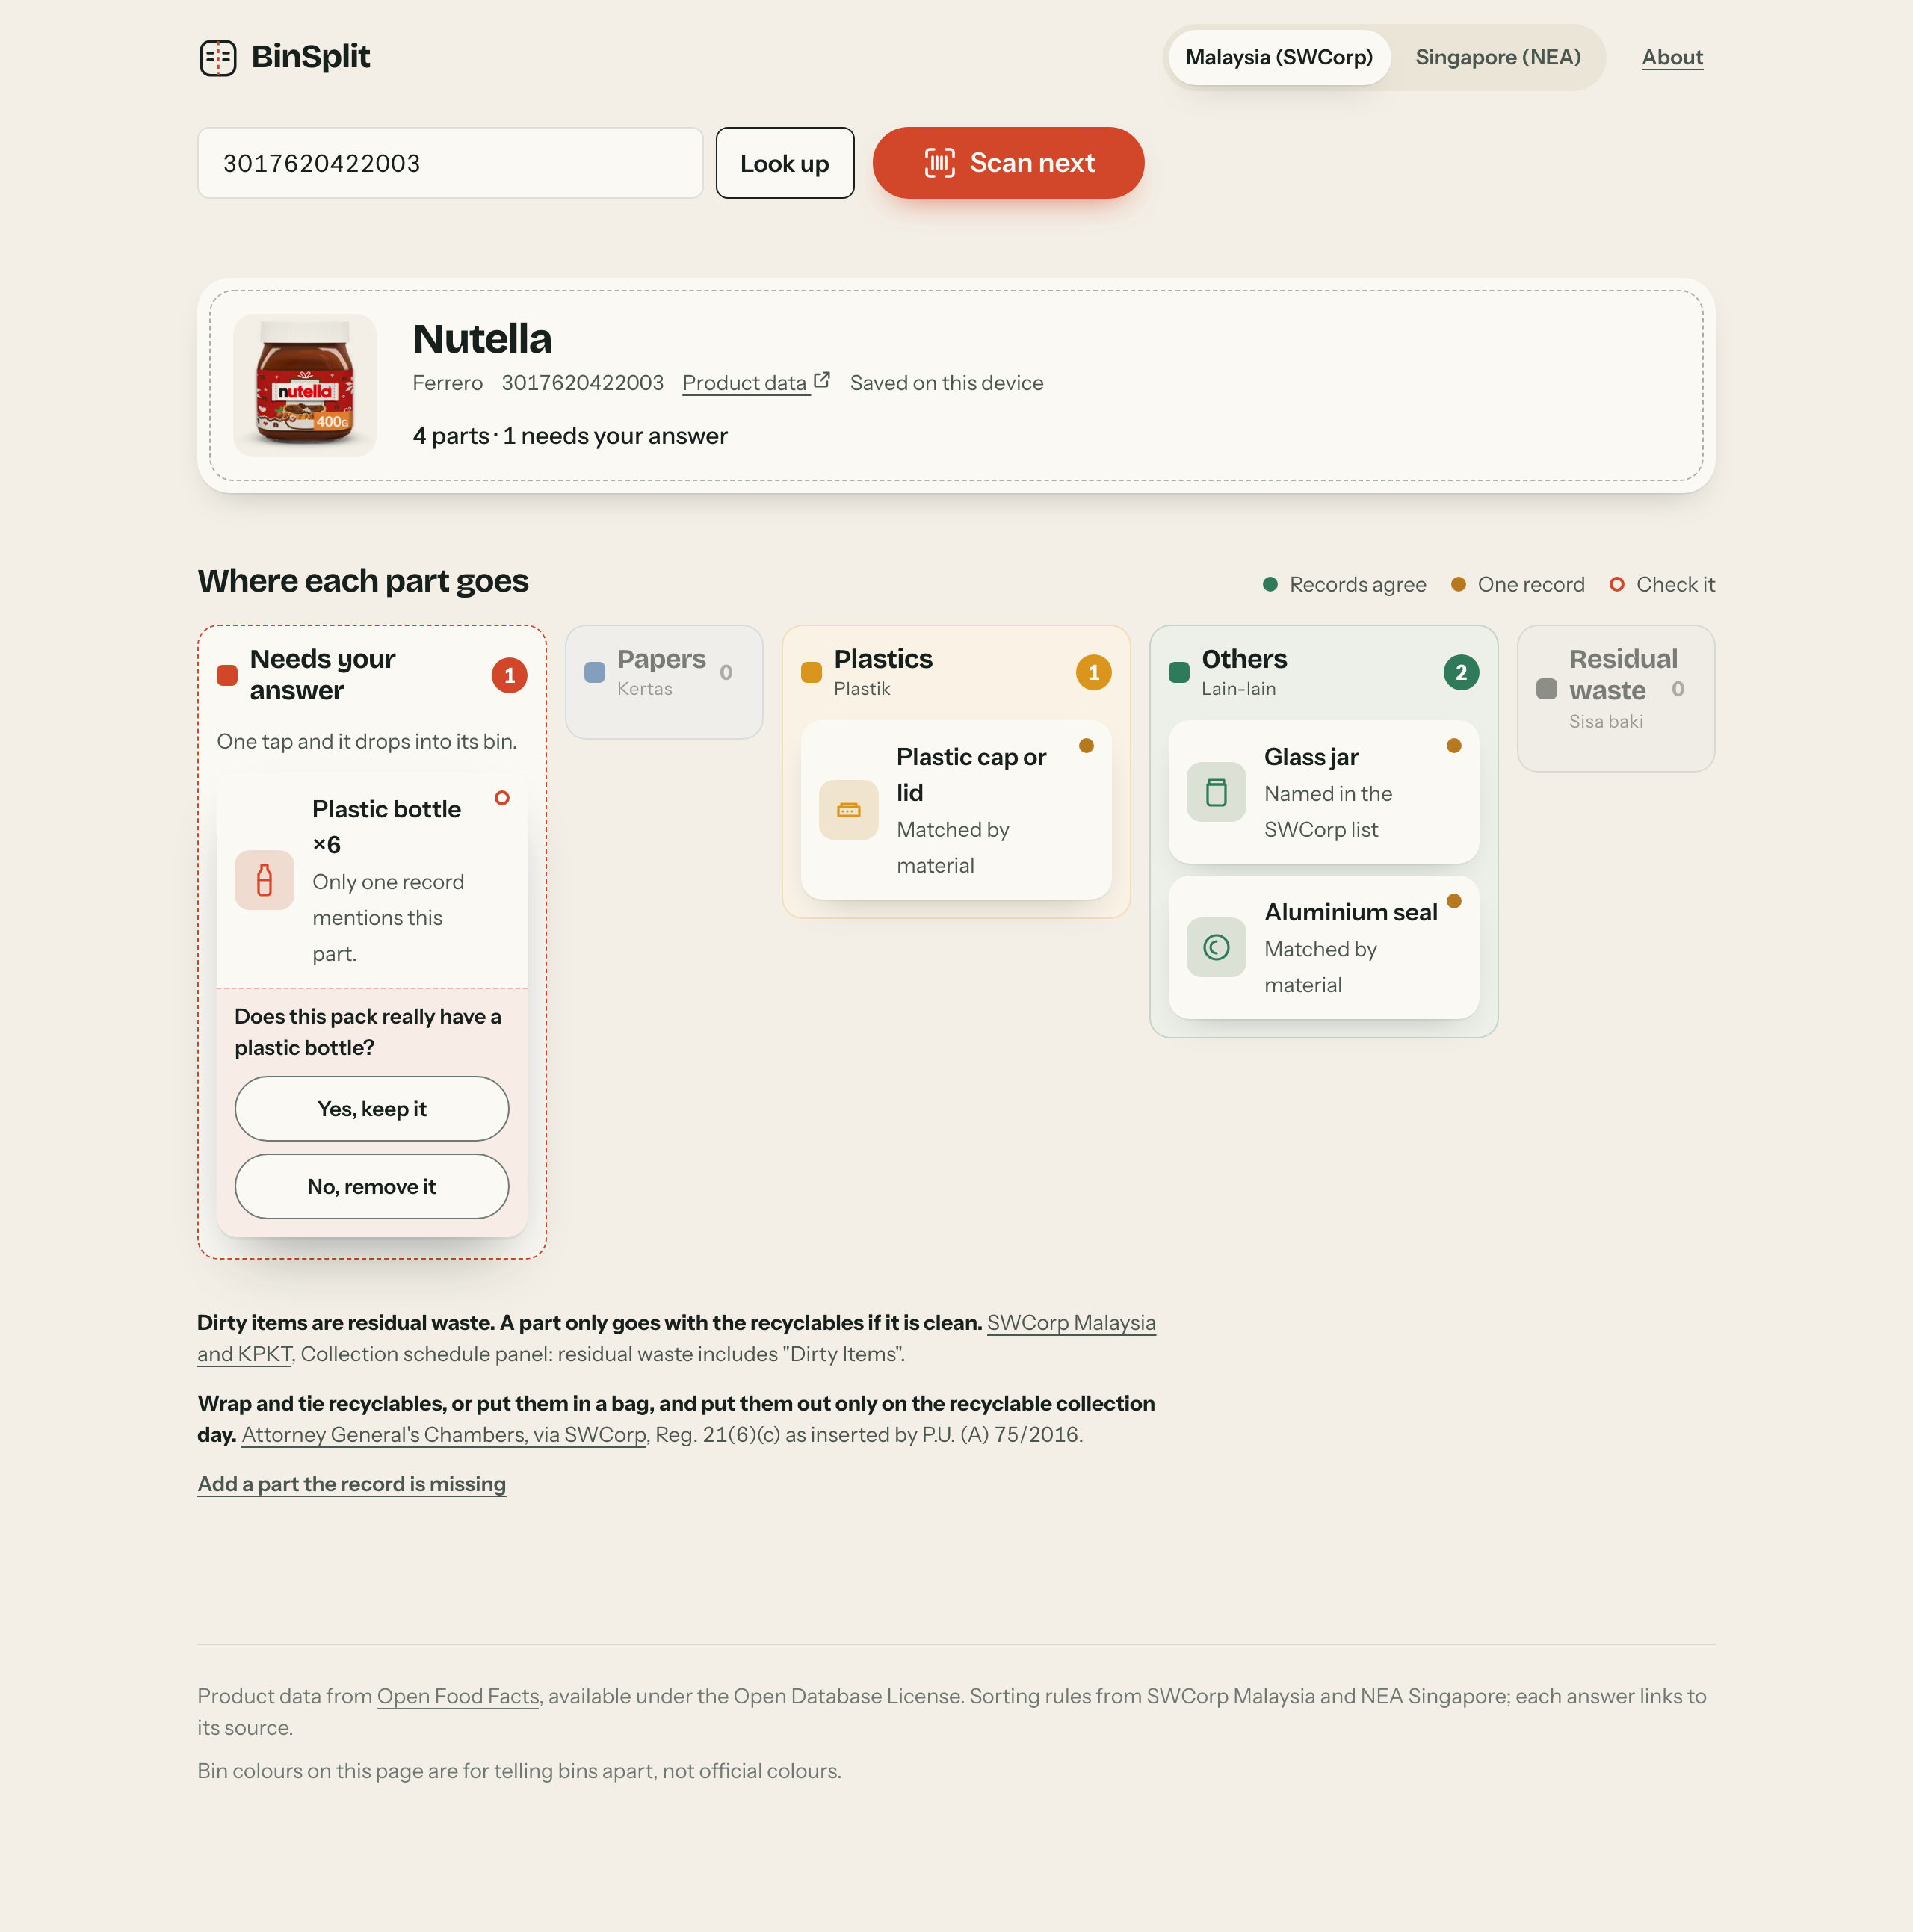 BinSplit
Malaysia (SWCorp)
Singapore (NEA)
About
3017620422003
Look up
Scan next
nutella
400G
Nutella
Ferrero 3017620422003 Product data Saved on this device
4 parts · 1 needs your answer
Where each part goes
Records agree
One record
Check it
Needs your
answer
1
One tap and it drops into its bin.
Plastic bottle
×6
Only one record
mentions this
part.
Does this pack really have a
plastic bottle?
Yes, keep it
No, remove it
Papers
Kertas
0
Plastics
Plastik
1
Plastic cap or
lid
Matched by
material
Others
Lain-lain
2
Glass jar
Named in the
SWCorp list
Aluminium seal
Matched by
material
Residual
waste
Sisa baki
0
Dirty items are residual waste. A part only goes with the recyclables if it is clean. SWCorp Malaysia
and KPKT, Collection schedule panel: residual waste includes "Dirty Items".
Wrap and tie recyclables, or put them in a bag, and put them out only on the recyclable collection
day. Attorney General's Chambers, via SWCorp, Reg. 21(6)(c) as inserted by P.U. (A) 75/2016.
Add a part the record is missing
Product data from Open Food Facts, available under the Open Database License. Sorting rules from SWCorp Malaysia and NEA Singapore; each answer links to
its source.
Bin colours on this page are for telling bins apart, not official colours.